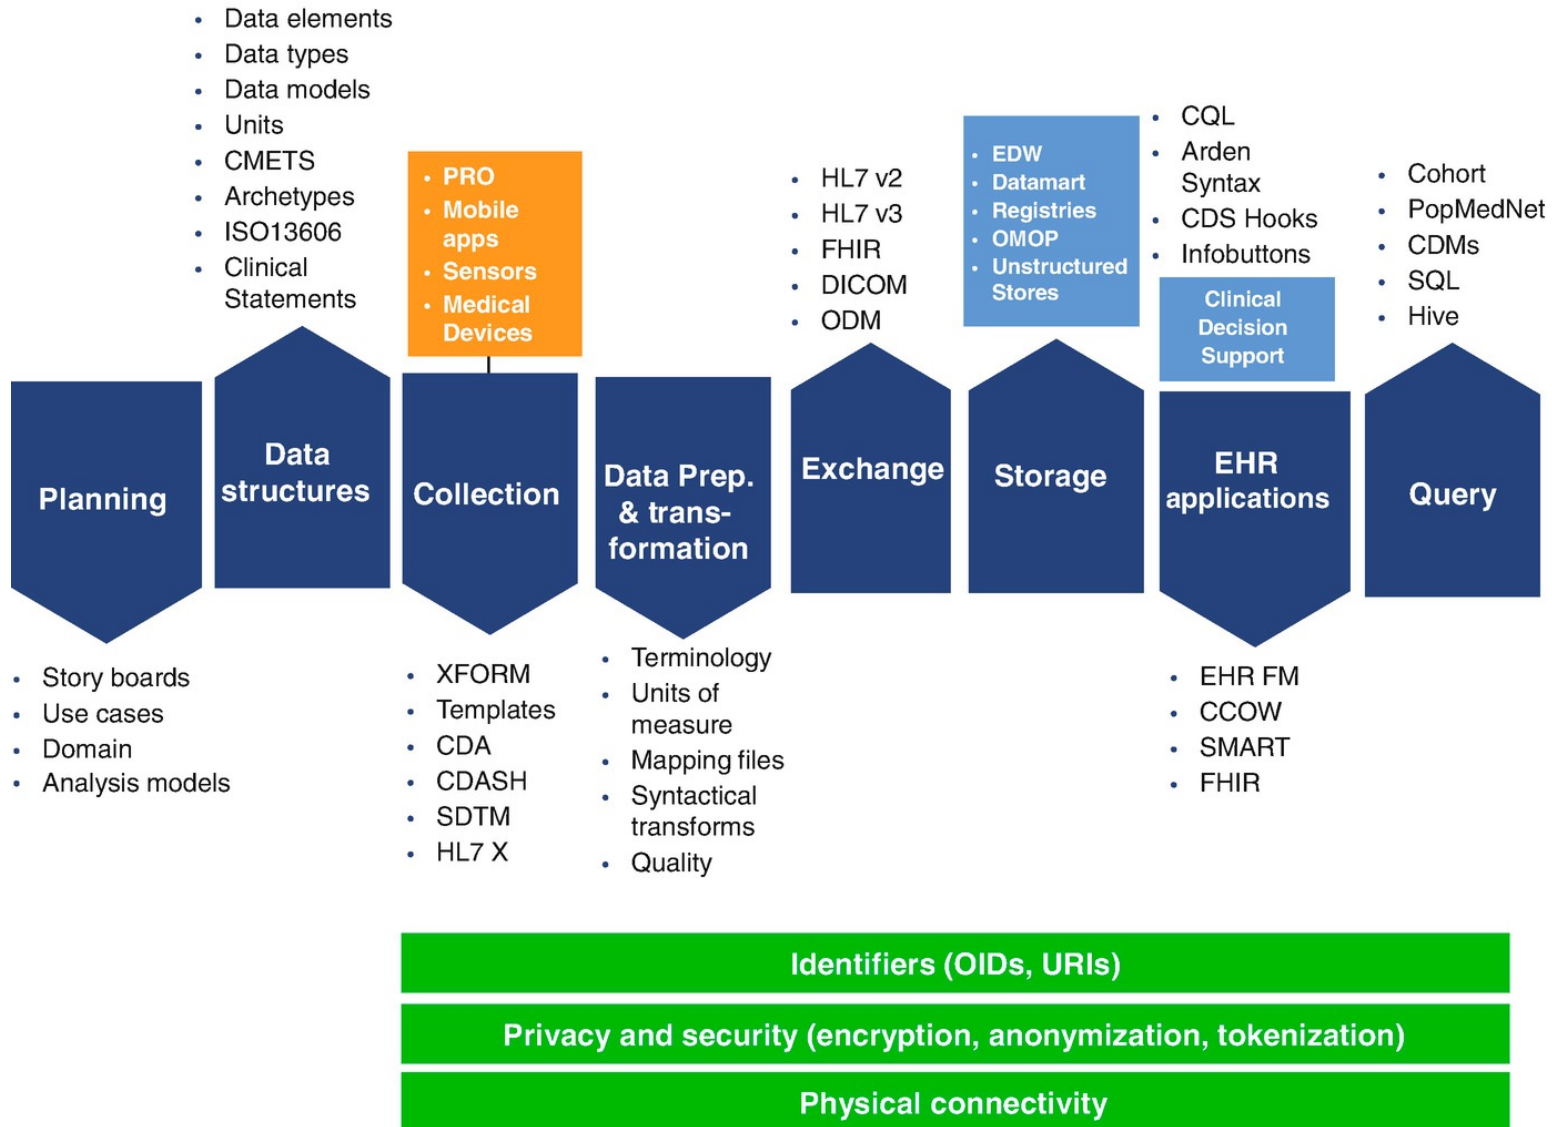 • Data elements
• Data types
• Data models
• Units
• CMETS
• Archetypes
• ISO13606
• Clinical
Statements
• PRO
• Mobile
apps
• Sensors
• Medical
Devices
• HL7 v2
• HL7 v3
• FHIR
• DICOM
• ODM
• EDW
• Datamart
• Registries
• OMOP
• Unstructured
Stores
• CQL
• Arden
Syntax
• CDS Hooks
• Infobuttons
Clinical
Decision
Support
• Cohort
• PopMedNet
• CDMs
• SQL
• Hive
Planning
Data
structures
Collection
Data Prep.
& trans-
formation
Exchange
Storage
EHR
applications
Query
• Story boards
• Use cases
• Domain
• Analysis models
• XFORM
• Templates
• CDA
• CDASH
• SDTM
• HL7 X
• Terminology
• Units of
measure
• Mapping files
• Syntactical
transforms
• Quality
• EHR FM
• CCOW
• SMART
• FHIR
Identifiers (OIDs, URIs)
Privacy and security (encryption, anonymization, tokenization)
Physical connectivity